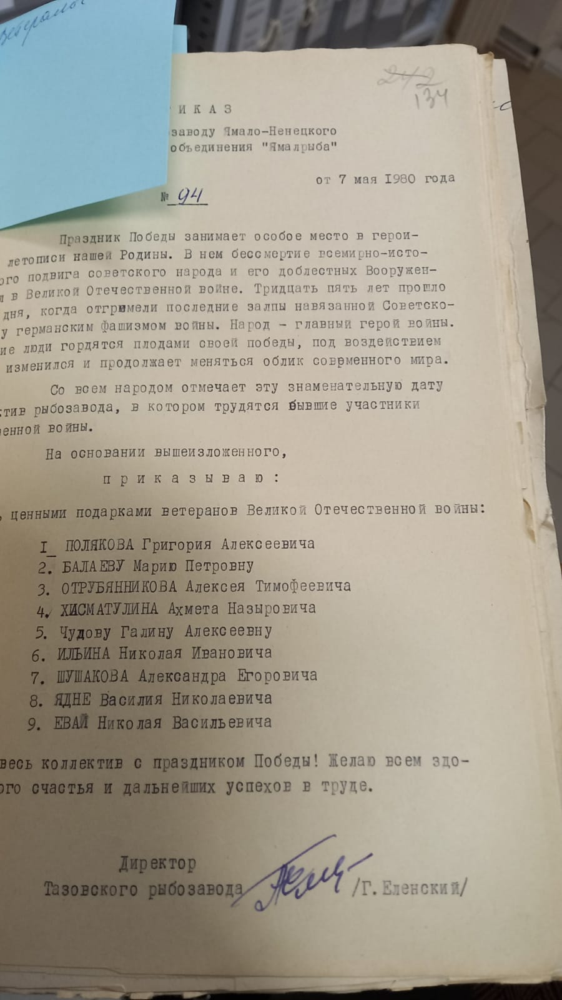 Ветераны
242
134
ИКАЗ
заводу Ямало-Ненецкого
объединения "Ямалрыба"
от 7 мая 1980 года
№ 94
Праздник Победы занимает особое место в герои-
летописи нашей Родины. В нем бессмертие всемирно-исто-
ого подвига советского народа и его доблестных Вооружен-
л в Великой Отечественной войне. Тридцать пять лет прошло
дня, когда отгремели последние залпы навязанной Советско-
у германским фашизмом войны. Народ - главный герой войны.
ие люди гордятся плодами своей победы, под воздействием
изменился и продолжает меняться облик соврменного мира.
Со всем народом отмечает эту знаменательную дату
ктив рыбозавода, в котором трудятся бывшие участники
венной войны.
На основании вышеизложенного,
приказываю:
, ценными подарками ветеранов Великой Отечественной войны:
1 ПОЛЯКОВА Григория Алексеевича
2. БАЛАЕВУ Марию Петровну
3. ОТРУБЯННИКОВА Алексея Тимофеевича
4. ХИСМАТУЛИНА Ахмета Назыровича
5. Чудову Галину Алексеевну
6. ИЛЬИНА Николая Ивановича
7. ШУШАКОВА Александра Егоровича
8. ЯДНЕ Василия Николаевича
9. ЕВАЙ Николая Васильевича
весь коллектив с праздником Победы! Желаю всем здо-
ого счастья и дальнейших успехов в труде.
Директор
Тазовского рыбозавода /Г.Еленский/